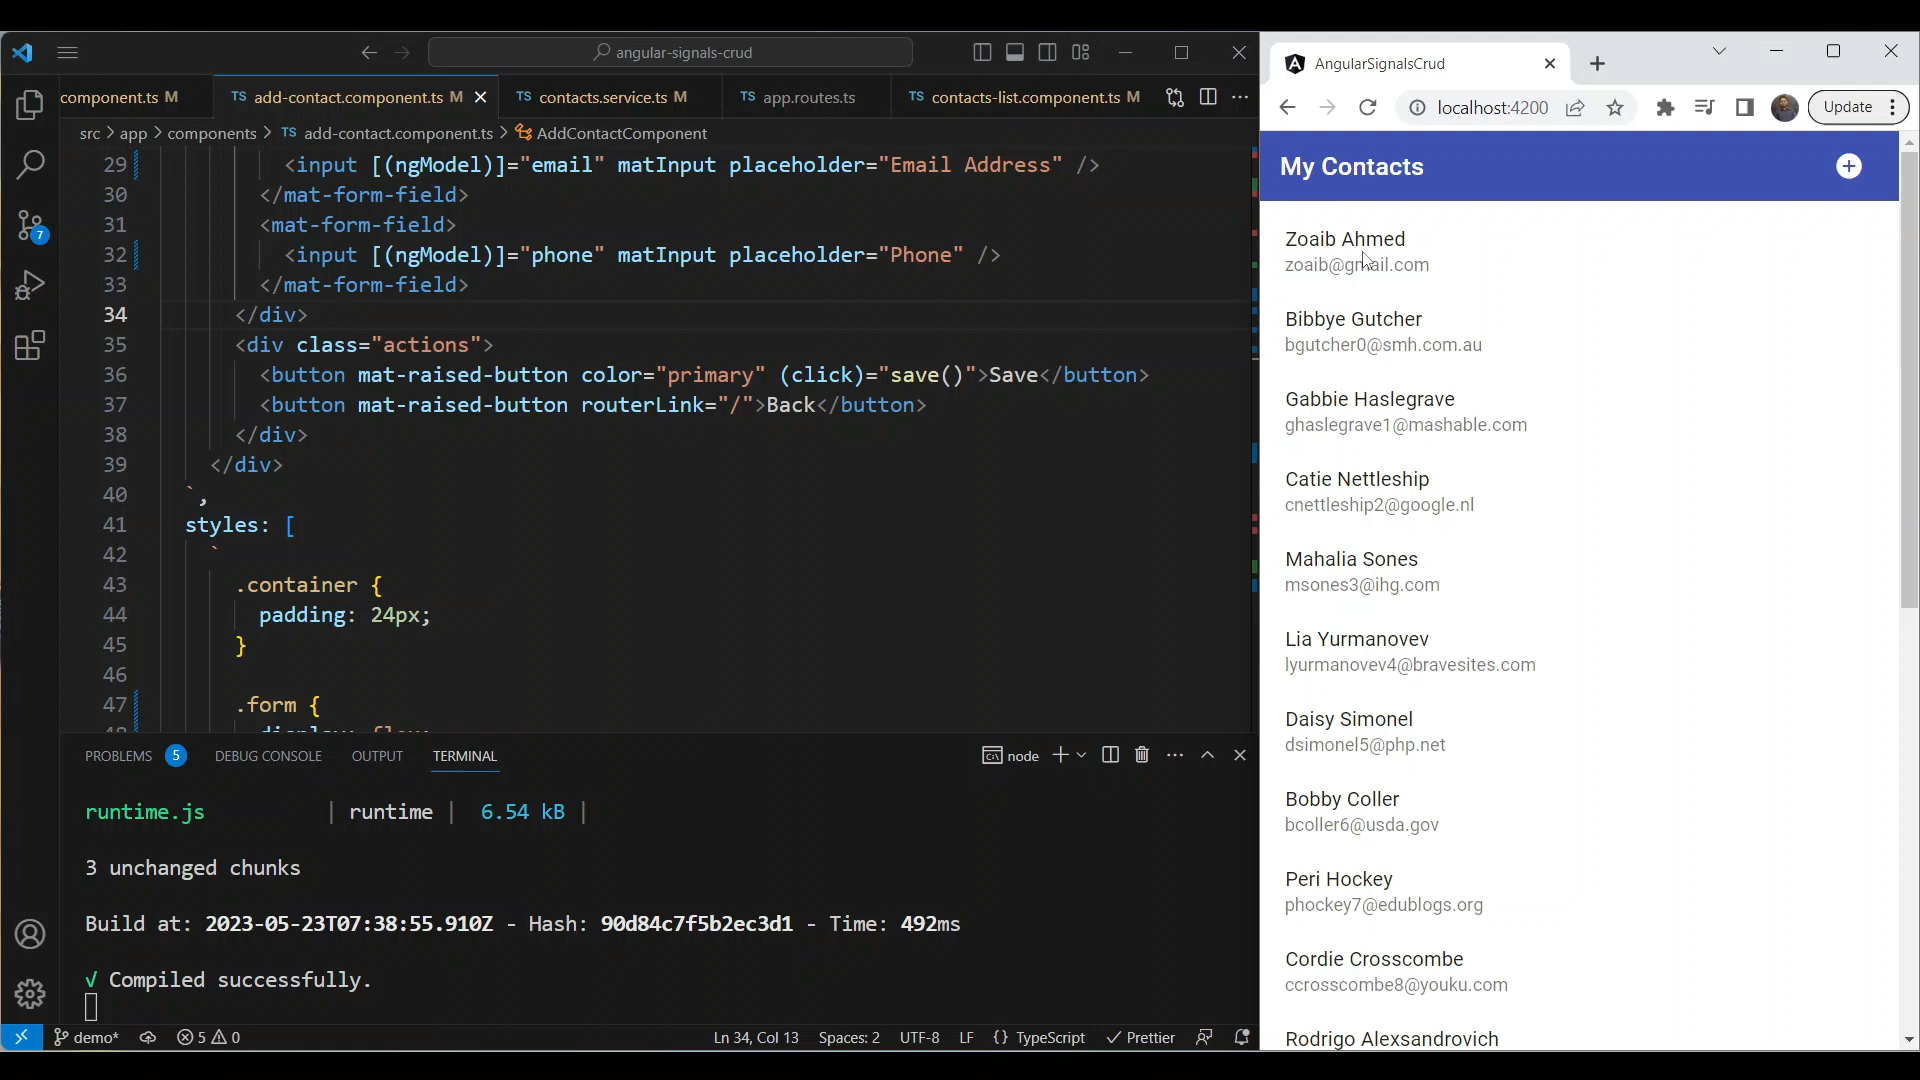 angular-signals-crud
component.ts M
TS add-contact.component.ts M
TS contacts.service.ts M
TS app.routes.ts
TS contacts-list.component.ts M
src > app > components > TS add-contact.component.ts > AddContactComponent
29 <input [(ngModel)]="email" matInput placeholder="Email Address" />
30 </mat-form-field>
31 <mat-form-field>
32 <input [(ngModel)]="phone" matInput placeholder="Phone" />
33 </mat-form-field>
34 </div>
35 <div class="actions">
36 <button mat-raised-button color="primary" (click)="save()">Save</button>
37 <button mat-raised-button routerLink="/">Back</button>
38 </div>
39 </div>
40 `,
41 styles: [
42 `
43 .container {
44 padding: 24px;
45 }
46
47 .form {
7
PROBLEMS 5 DEBUG CONSOLE OUTPUT TERMINAL
node
runtime.js | runtime | 6.54 kB |
3 unchanged chunks
Build at: 2023-05-23T07:38:55.910Z - Hash: 90d84c7f5b2ec3d1 - Time: 492ms
√ Compiled successfully.
demo* 5 0 Ln 34, Col 13 Spaces: 2 UTF-8 LF {} TypeScript Prettier
AngularSignalsCrud
localhost:4200
Update
My Contacts
Zoaib Ahmed
zoaib@gmail.com
Bibbye Gutcher
bgutcher0@smh.com.au
Gabbie Haslegrave
ghaslegrave1@mashable.com
Catie Nettleship
cnettleship2@google.nl
Mahalia Sones
msones3@ihg.com
Lia Yurmanovev
lyurmanovev4@bravesites.com
Daisy Simonel
dsimonel5@php.net
Bobby Coller
bcoller6@usda.gov
Peri Hockey
phockey7@edublogs.org
Cordie Crosscombe
ccrosscombe8@youku.com
Rodrigo Alexsandrovich